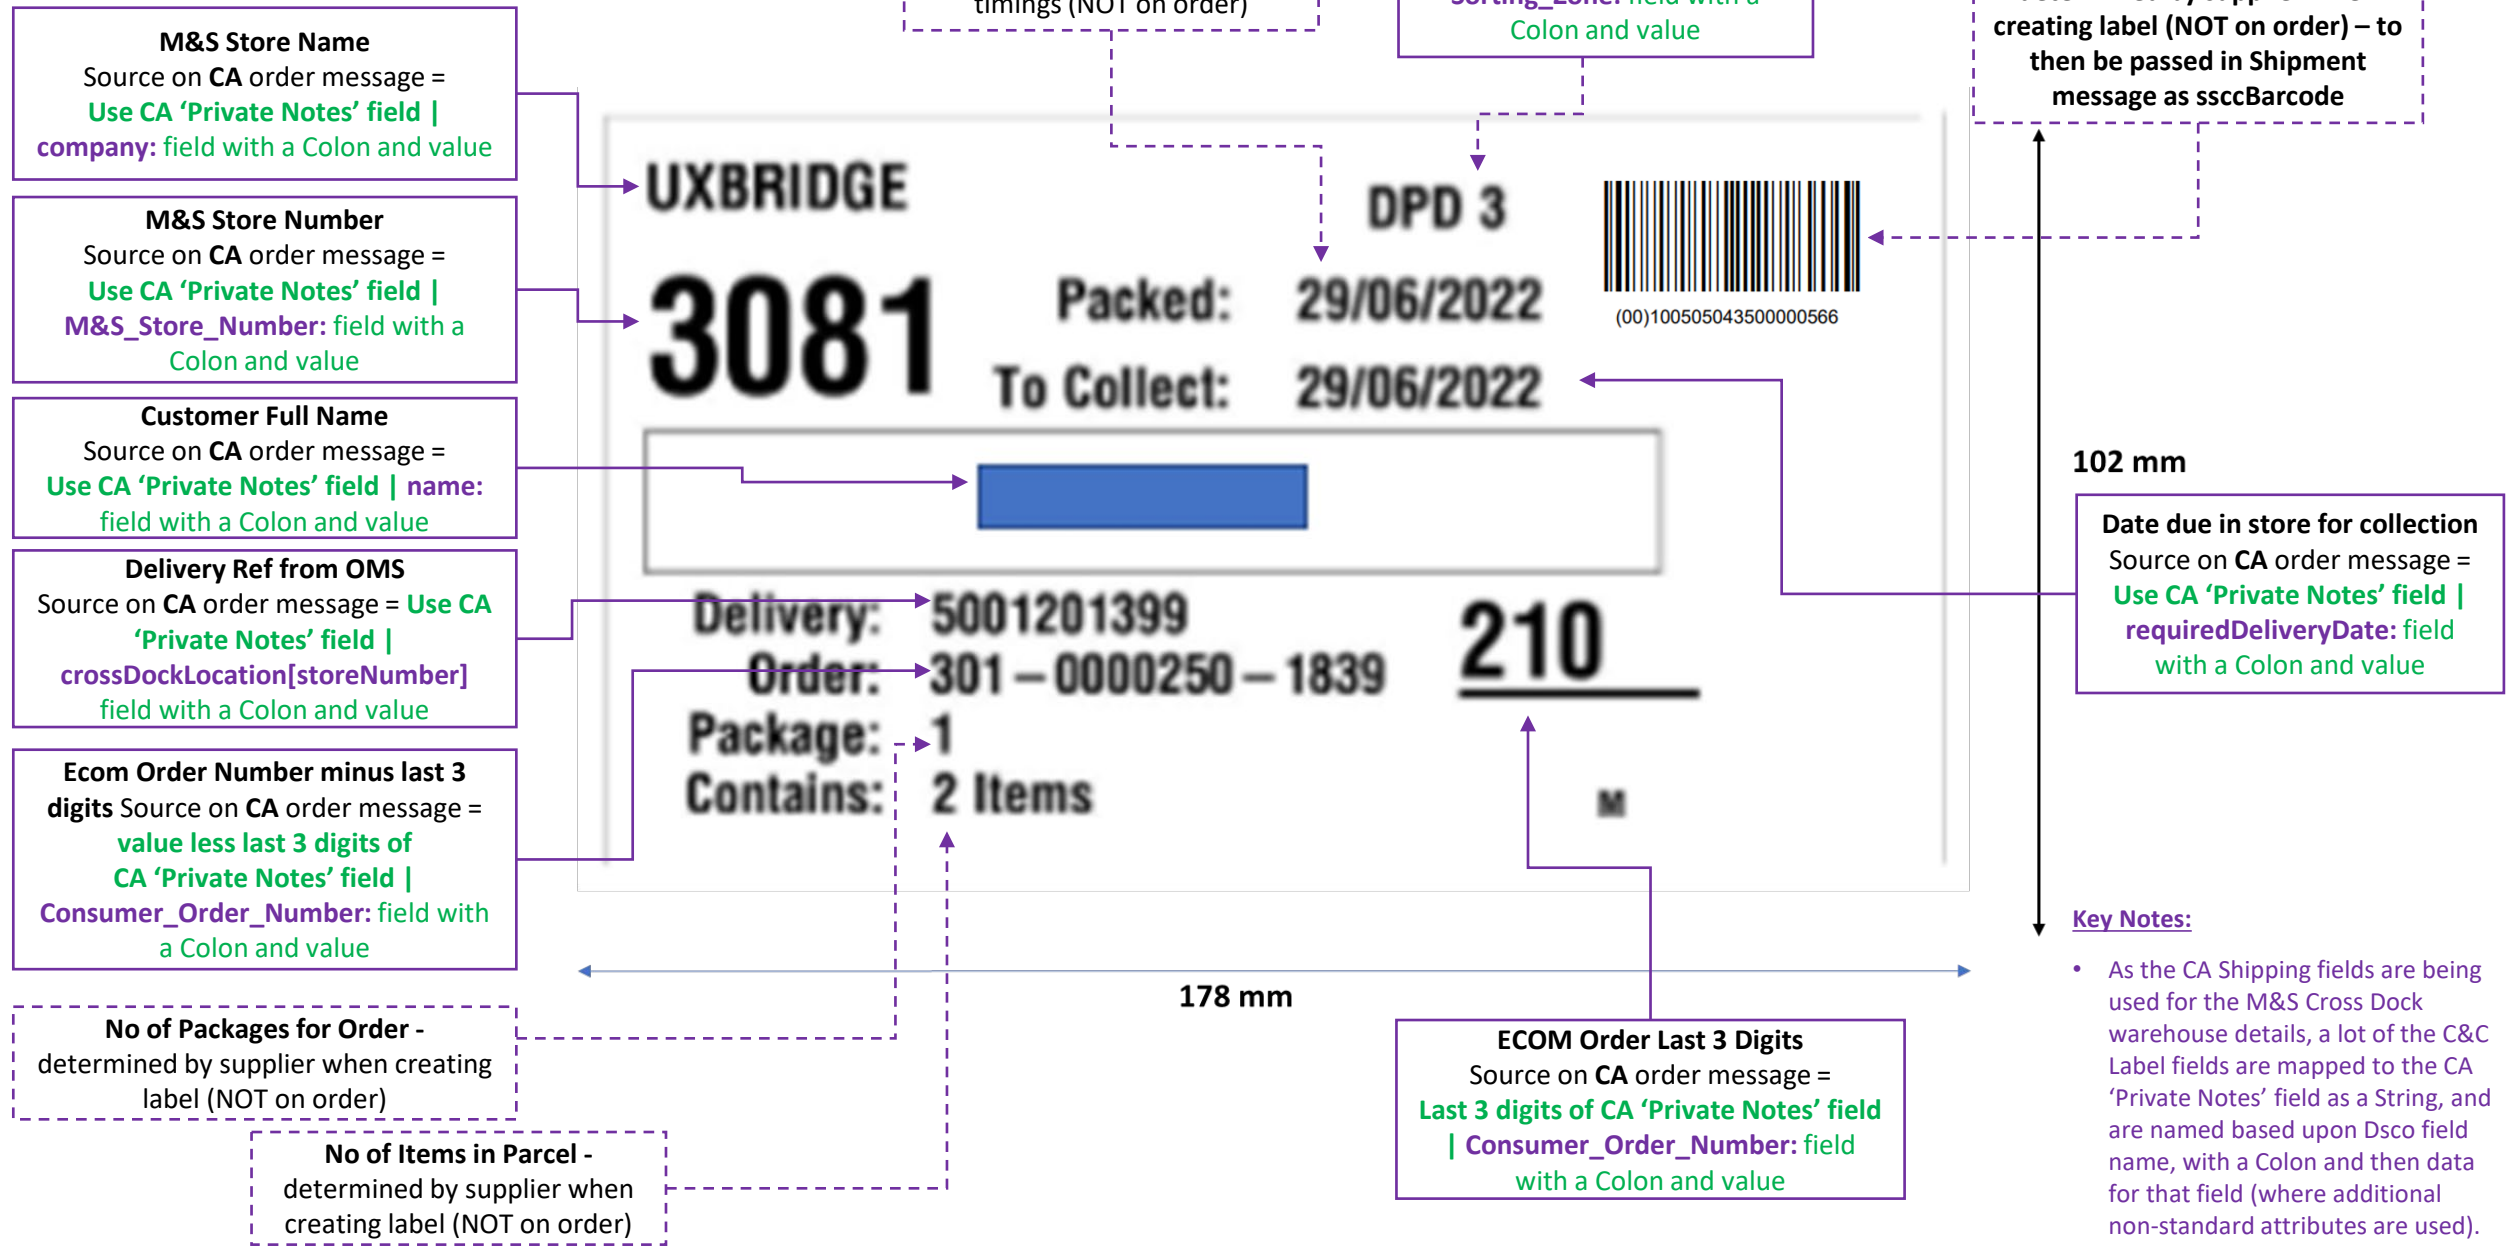 timings (NOT on order)
Colon and value
creating label (NOT on order) – to
then be passed in Shipment
message as ssccBarcode
M&S Store Name
Source on CA order message =
Use CA ‘Private Notes’ field |
company: field with a Colon and value
M&S Store Number
Source on CA order message =
Use CA ‘Private Notes’ field |
M&S_Store_Number: field with a
Colon and value
Customer Full Name
Source on CA order message =
Use CA ‘Private Notes’ field | name:
field with a Colon and value
Delivery Ref from OMS
Source on CA order message = Use CA
‘Private Notes’ field |
crossDockLocation[storeNumber]
field with a Colon and value
Ecom Order Number minus last 3
digits Source on CA order message =
value less last 3 digits of
CA ‘Private Notes’ field |
Consumer_Order_Number: field with
a Colon and value
No of Packages for Order -
determined by supplier when creating
label (NOT on order)
No of Items in Parcel -
determined by supplier when
creating label (NOT on order)
UXBRIDGE
DPD 3
3081
Packed: 29/06/2022
To Collect: 29/06/2022
(00)100505043500000566
Delivery: 5001201399
Order: 301 – 0000250 – 1839
210
Package: 1
Contains: 2 Items
M
178 mm
102 mm
ECOM Order Last 3 Digits
Source on CA order message =
Last 3 digits of CA ‘Private Notes’ field
| Consumer_Order_Number: field
with a Colon and value
Date due in store for collection
Source on CA order message =
Use CA ‘Private Notes’ field |
requiredDeliveryDate: field
with a Colon and value
Key Notes:
• As the CA Shipping fields are being
used for the M&S Cross Dock
warehouse details, a lot of the C&C
Label fields are mapped to the CA
‘Private Notes’ field as a String, and
are named based upon Dsco field
name, with a Colon and then data
for that field (where additional
non-standard attributes are used).